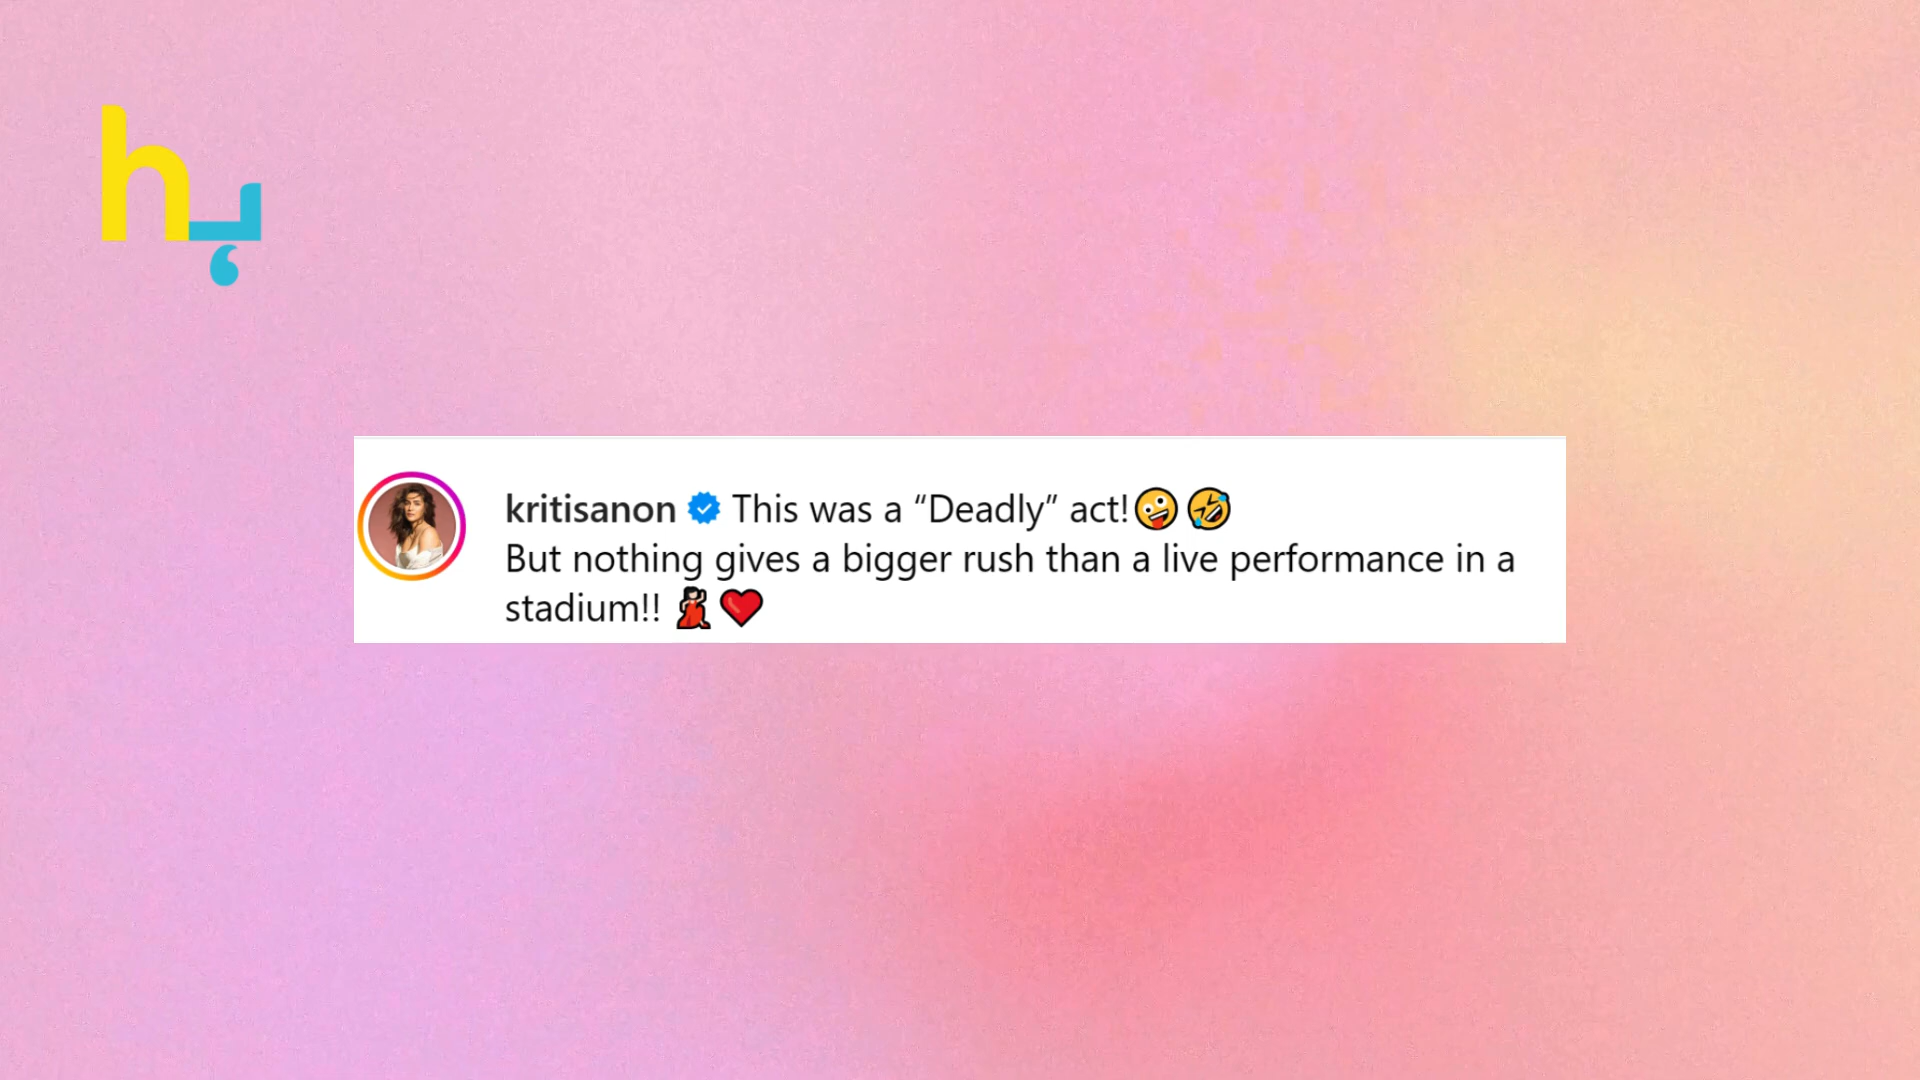 h
kritisanon This was a “Deadly” act!🤪🤣
But nothing gives a bigger rush than a live performance in a
stadium!! 💃🏻❤️